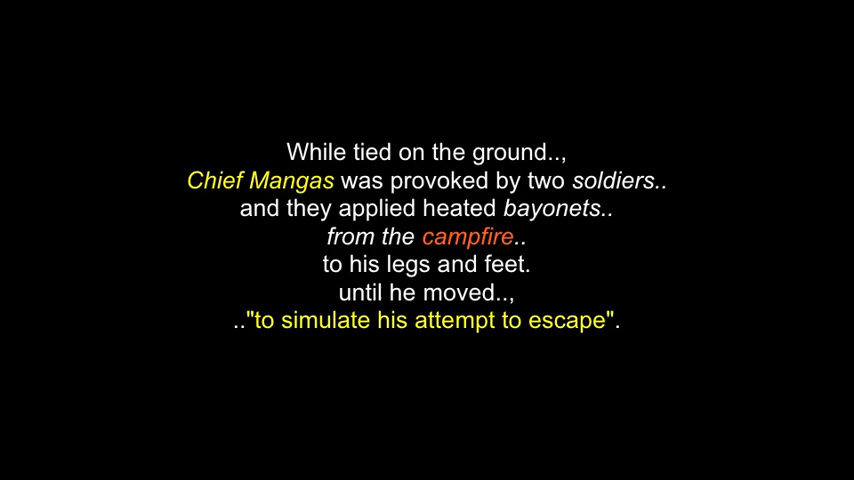 While tied on the ground..,
Chief Mangas was provoked by two soldiers..
and they applied heated bayonets..
from the campfire..
to his legs and feet.
until he moved..,
.."to simulate his attempt to escape".